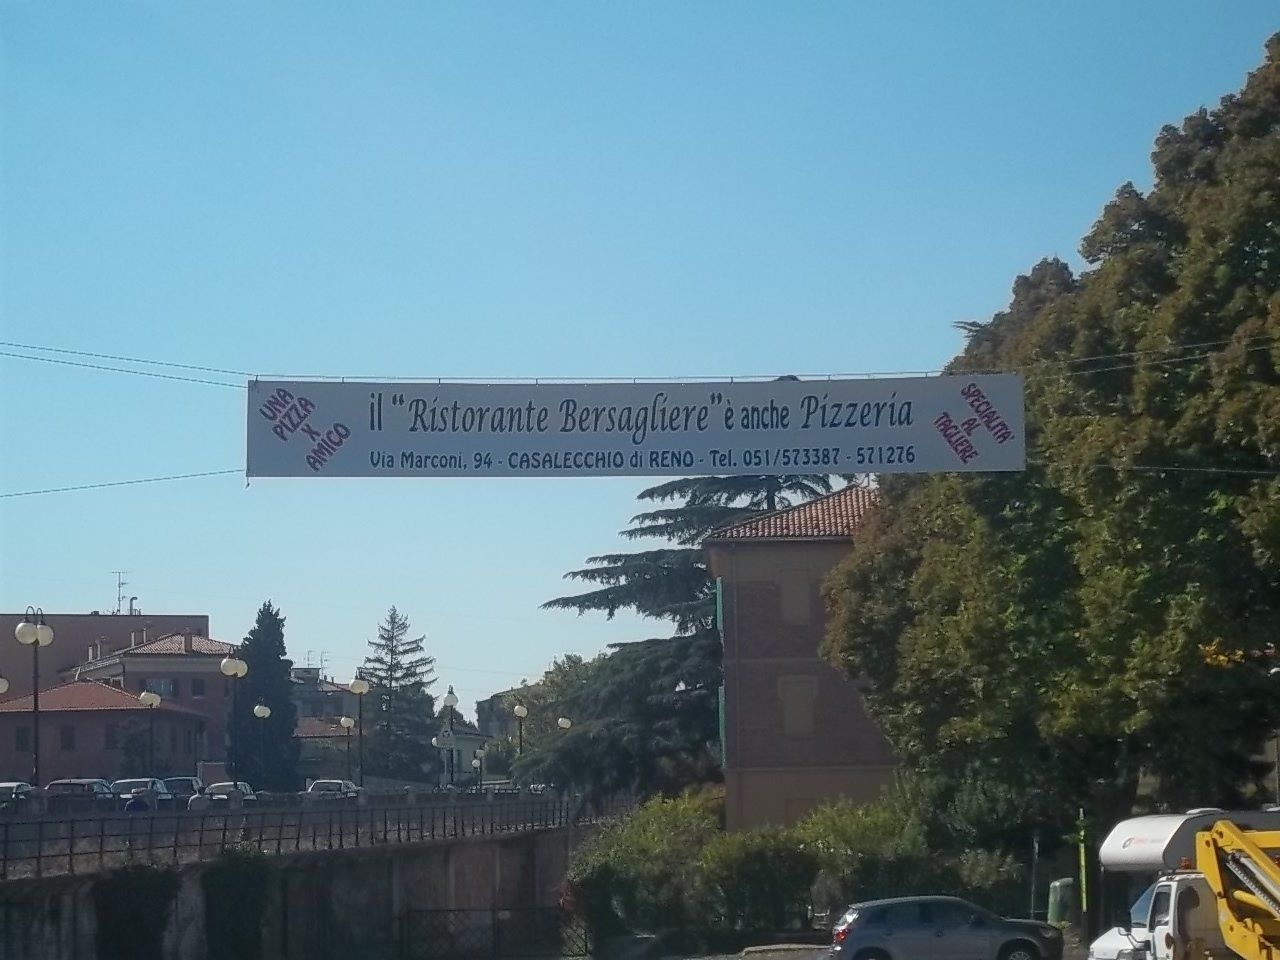 UNA
PIZZA
X
AMICO
il "Ristorante Bersagliere" è anche Pizzeria
Via Marconi, 94 - CASALECCHIO di RENO - Tel. 051/573387 - 571276
SPECIALITA'
AL
TAGLIERE